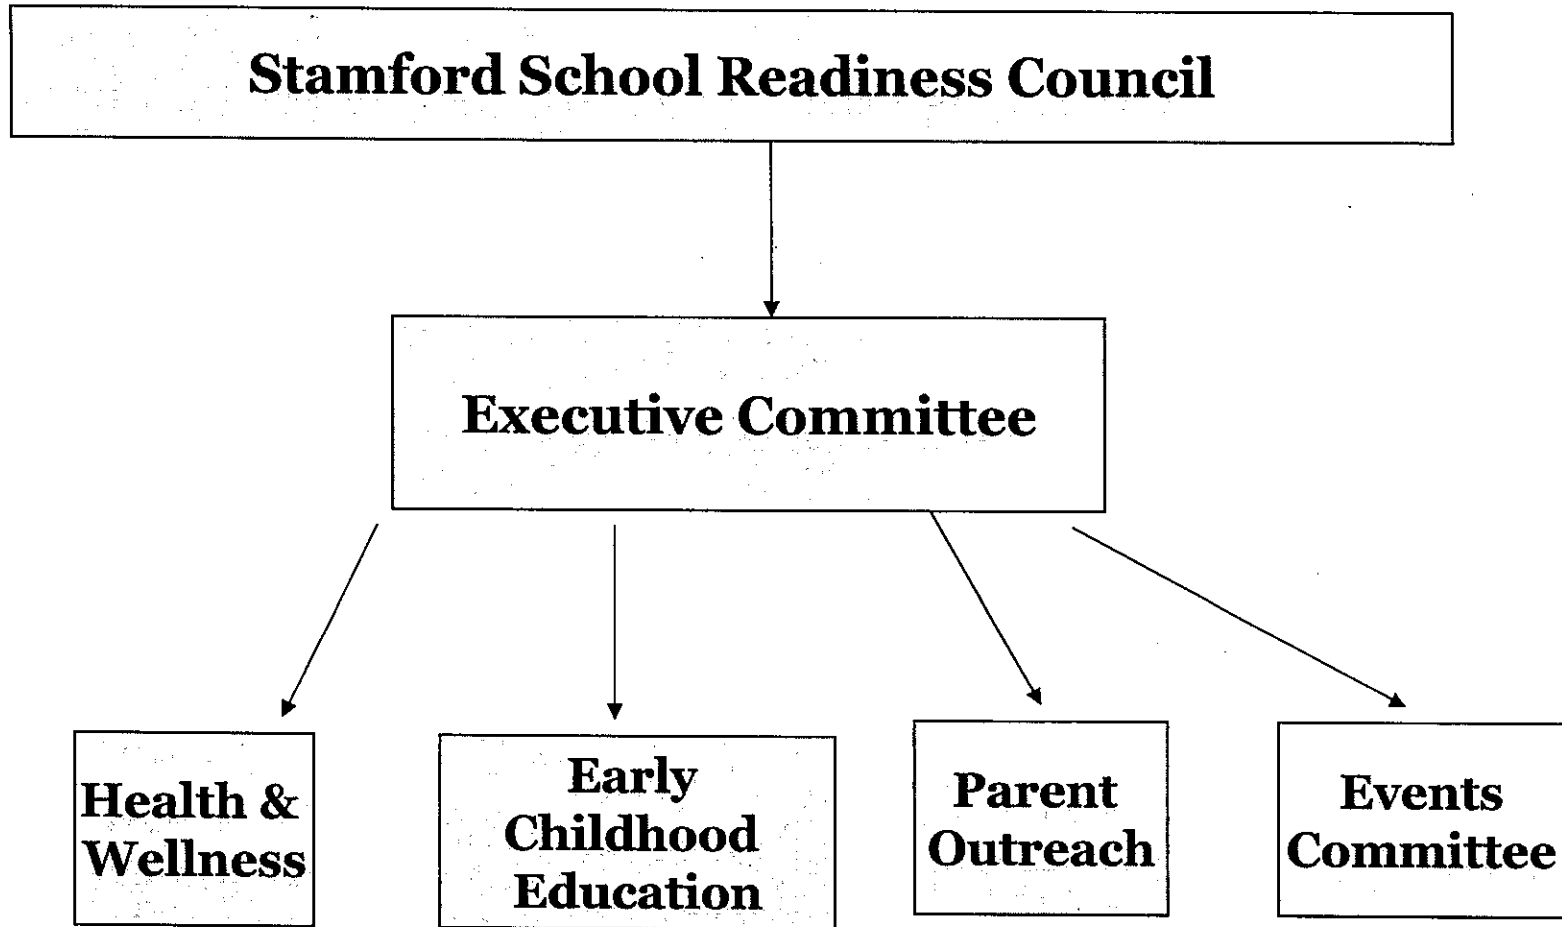 Stamford School Readiness Council
Executive Committee
Health &
Wellness
Early
Childhood
Education
Parent
Outreach
Events
Committee